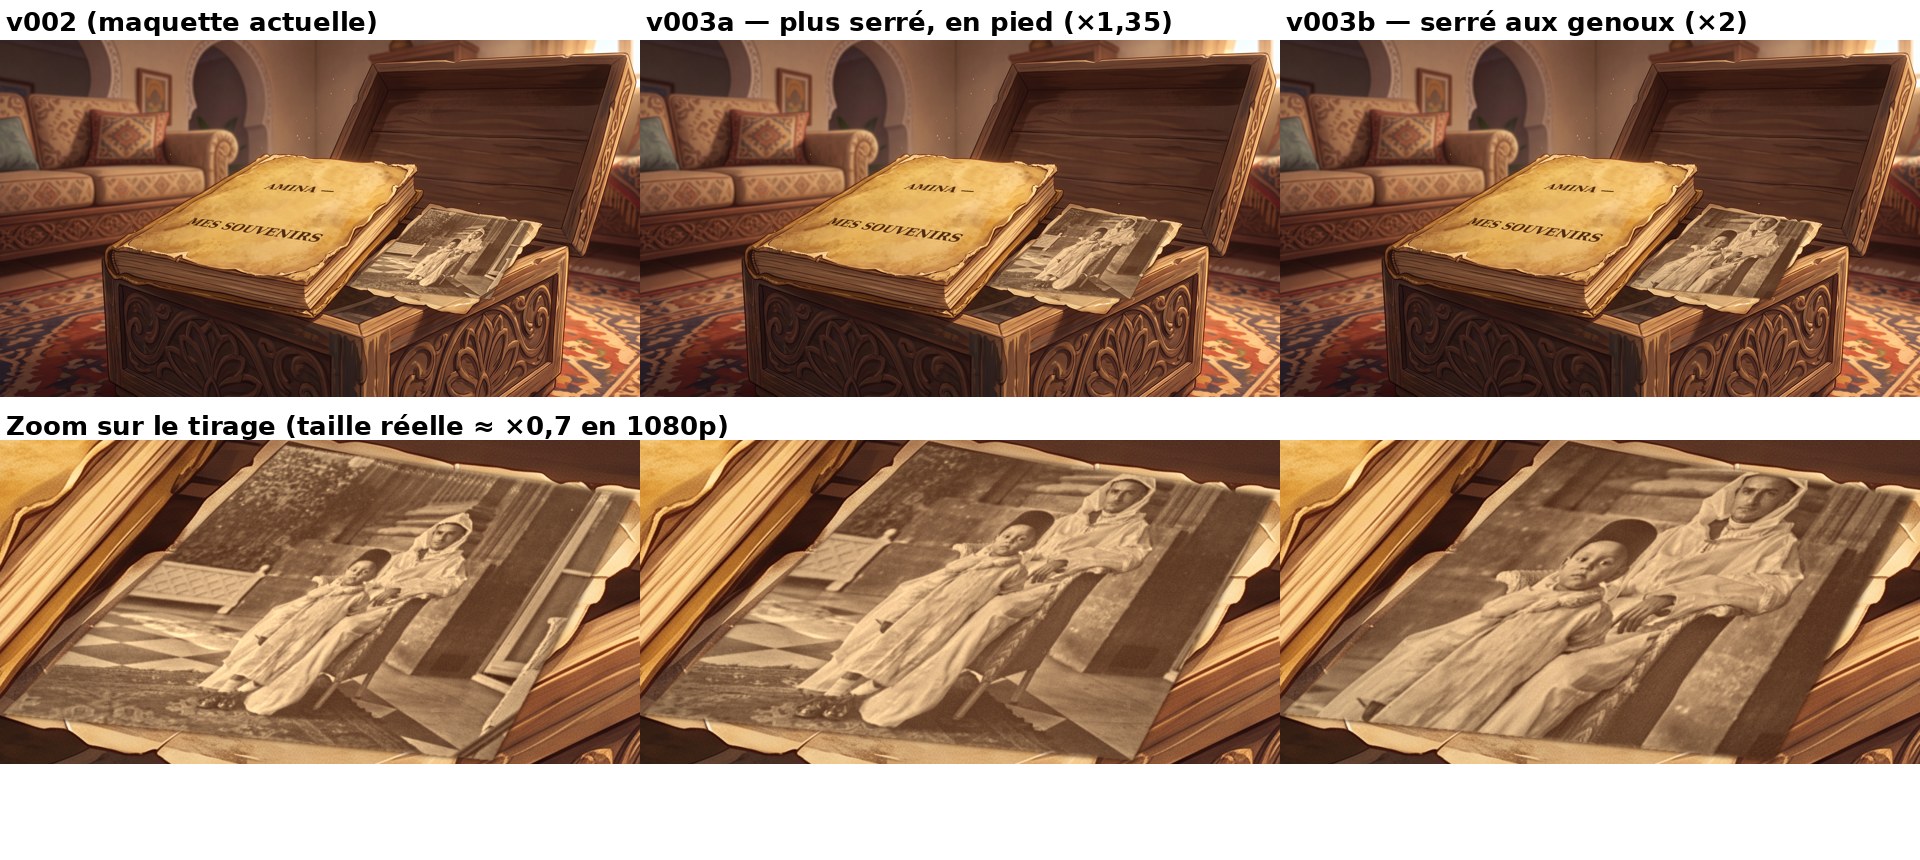 v002 (maquette actuelle)
v003a — plus serré, en pied (×1,35)
v003b — serré aux genoux (×2)
AMINA —
MES SOUVENIRS
AMINA —
MES SOUVENIRS
AMINA —
MES SOUVENIRS
Zoom sur le tirage (taille réelle ≈ ×0,7 en 1080p)